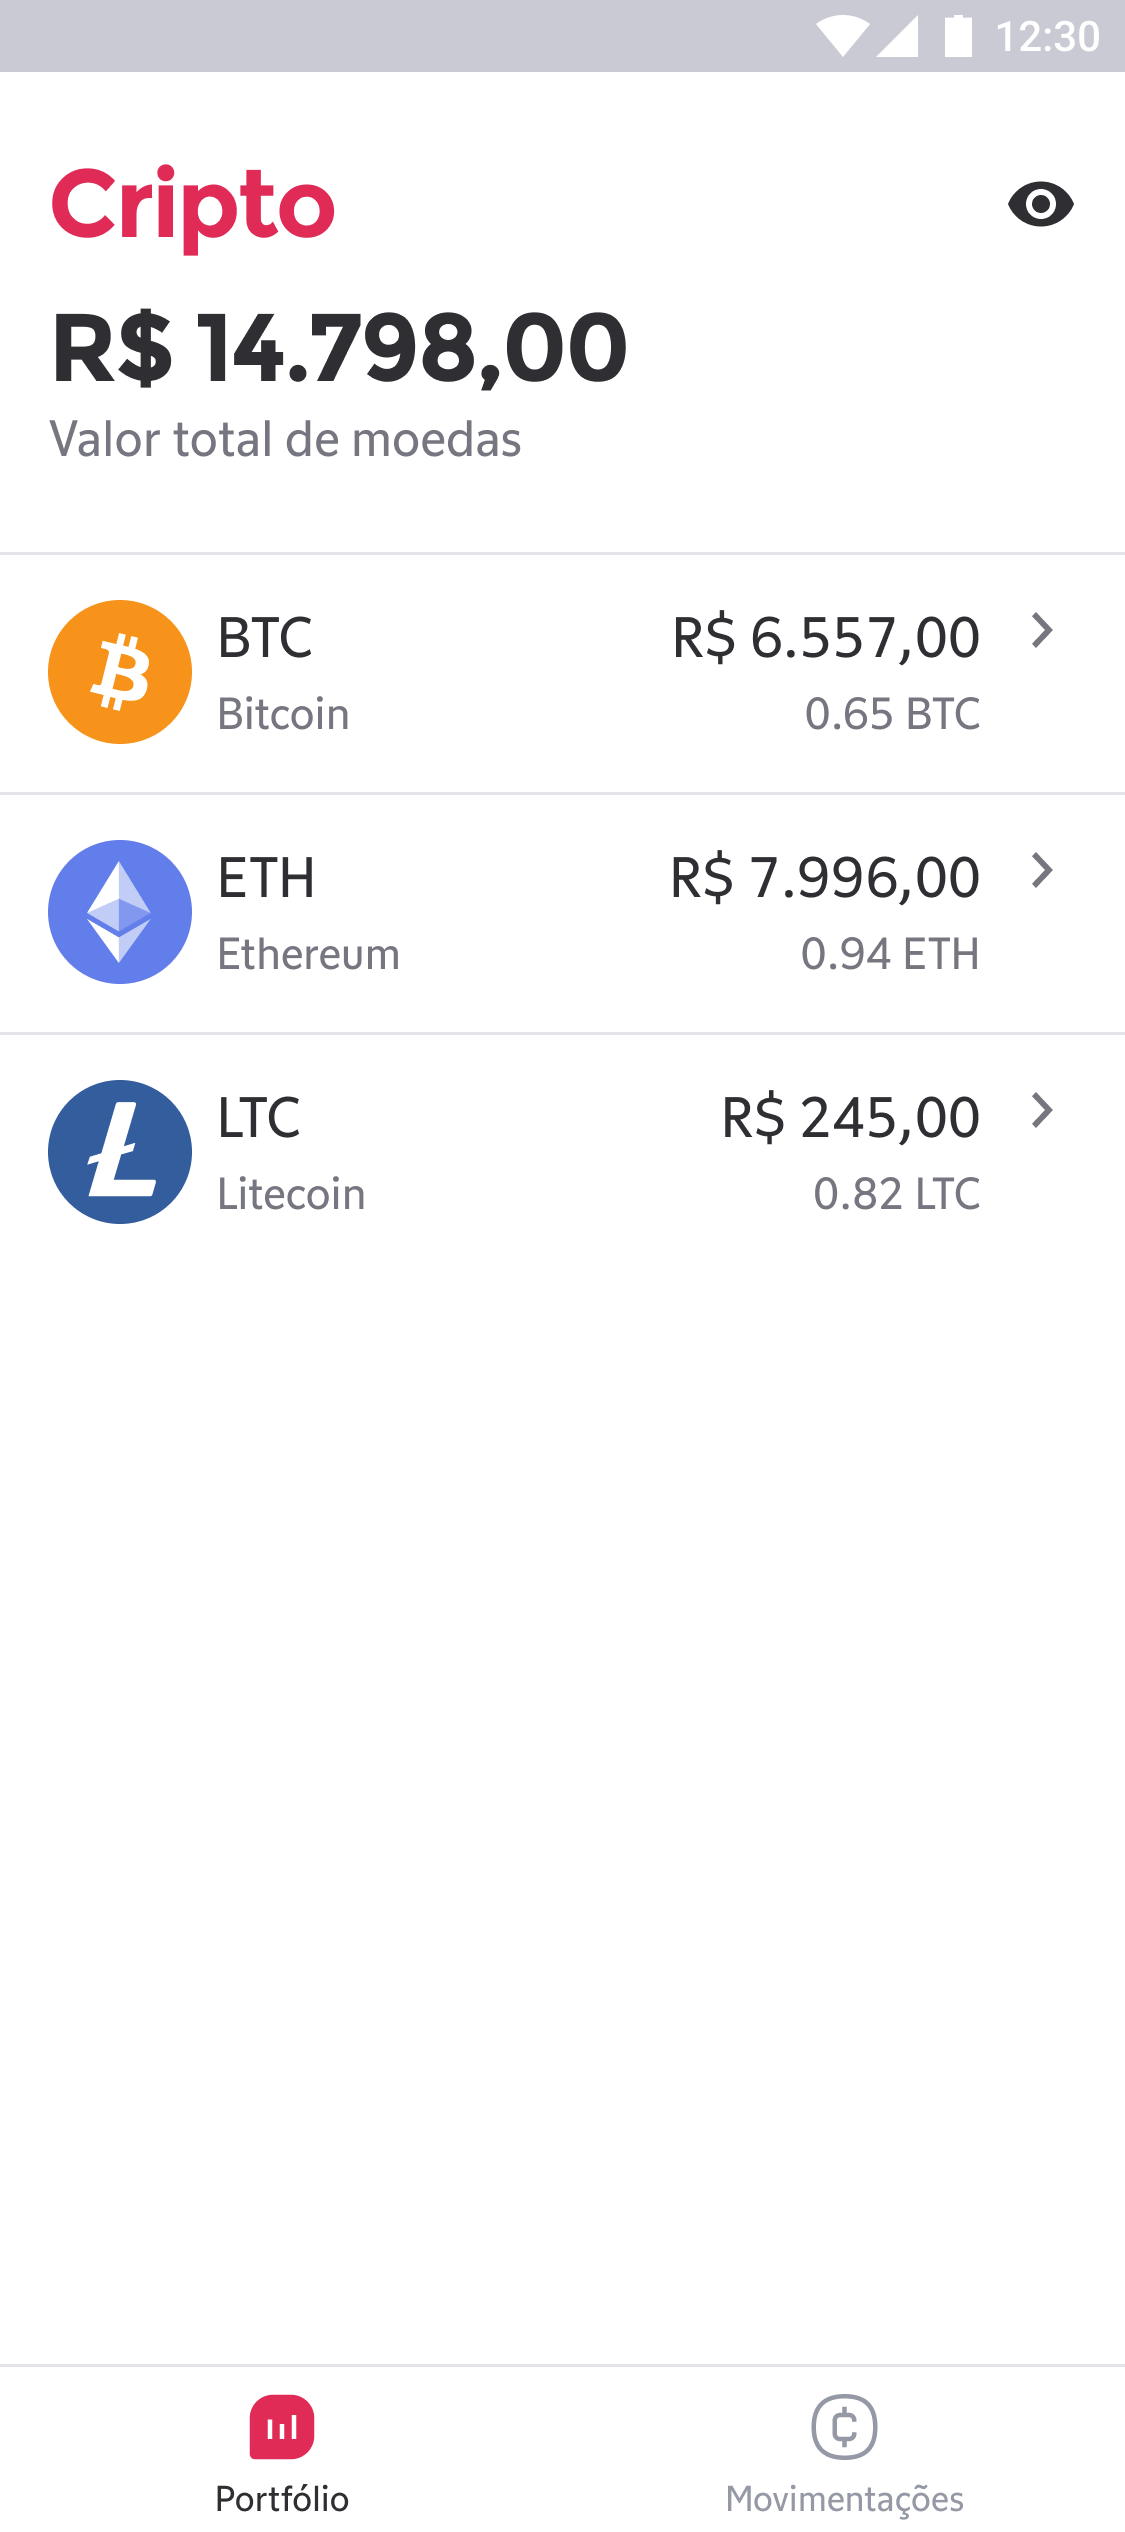 12:30
Cripto
R$ 14.798,00
Valor total de moedas
BTC
R$ 6.557,00
Bitcoin
0.65 BTC
ETH
R$ 7.996,00
Ethereum
0.94 ETH
LTC
R$ 245,00
Litecoin
0.82 LTC
Portfólio
Movimentações